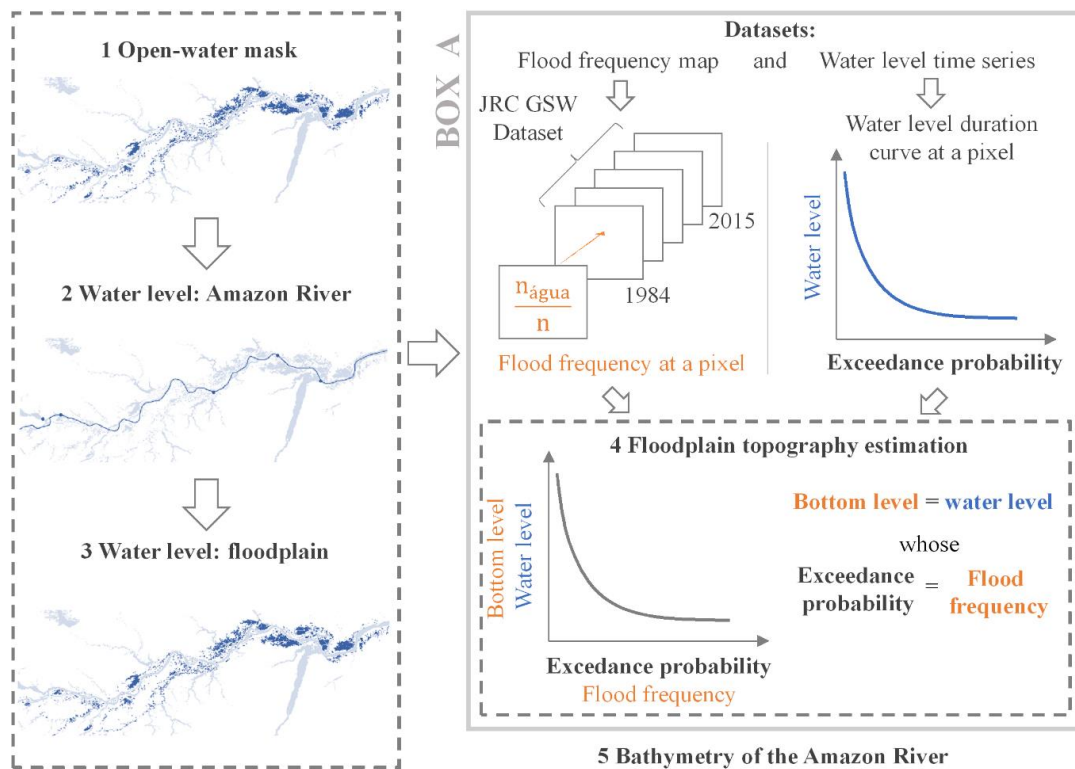 1 Open-water mask
2 Water level: Amazon River
3 Water level: floodplain
BOX A
Datasets:
Flood frequency map and Water level time series
JRC GSW
Dataset
2015
1984
nágua
n
Flood frequency at a pixel
Water level duration
curve at a pixel
Water level
Exceedance probability
4 Floodplain topography estimation
Bottom level
Water level
Excedance probability
Flood frequency
Bottom level = water level
whose
Exceedance
probability = Flood
frequency
5 Bathymetry of the Amazon River